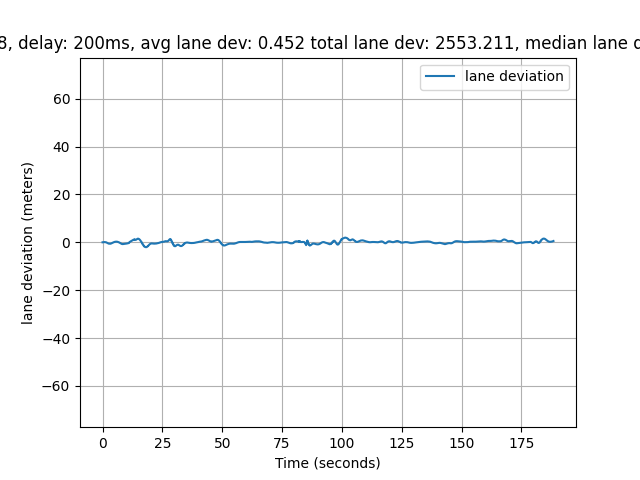 8, delay: 200ms, avg lane dev: 0.452 total lane dev: 2553.211, median lane d
lane deviation
60
40
20
0
−20
−40
−60
lane deviation (meters)
0 25 50 75 100 125 150 175
Time (seconds)